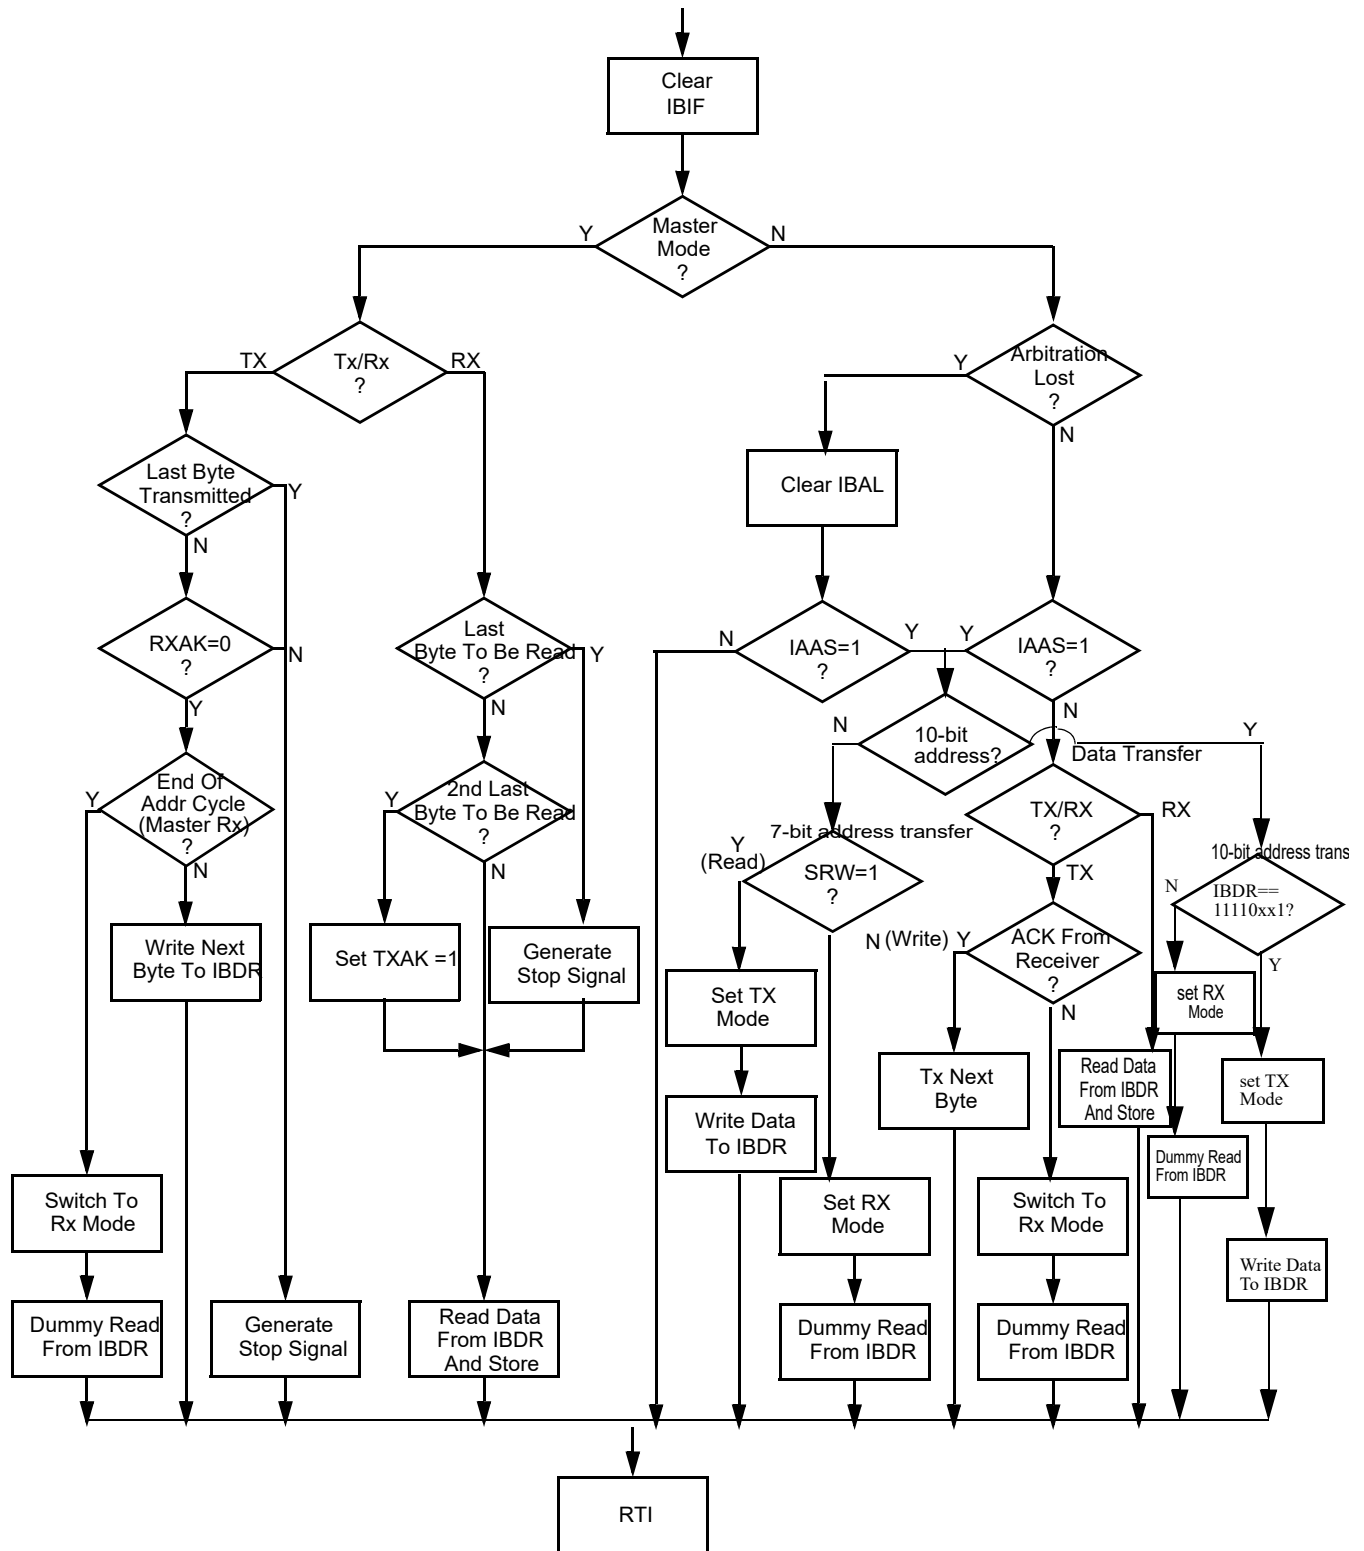 Clear
IBIF
Master
Mode
?
Y
N
Tx/Rx
?
TX
RX
Arbitration
Lost
?
Y
N
Last Byte
Transmitted
?
Y
N
Clear IBAL
RXAK=0
?
N
Y
Last
Byte To Be Read
?
Y
N
IAAS=1
?
N
Y
IAAS=1
?
Y
N
10-bit
address?
N
Y
Data Transfer
End Of
Addr Cycle
(Master Rx)
?
Y
N
2nd Last
Byte To Be Read
?
Y
N
TX/RX
?
RX
TX
7-bit address transfer
Y
(Read)
SRW=1
?
N (Write)
10-bit address trans
IBDR==
11110xx1?
N
Y
Write Next
Byte To IBDR
Set TXAK =1
Generate
Stop Signal
ACK From
Receiver
?
Y
N
Set TX
Mode
set RX
Mode
Tx Next
Byte
Read Data
From IBDR
And Store
set TX
Mode
Write Data
To IBDR
Dummy Read
From IBDR
Switch To
Rx Mode
Set RX
Mode
Switch To
Rx Mode
Write Data
To IBDR
Dummy Read
From IBDR
Generate
Stop Signal
Read Data
From IBDR
And Store
Dummy Read
From IBDR
Dummy Read
From IBDR
RTI